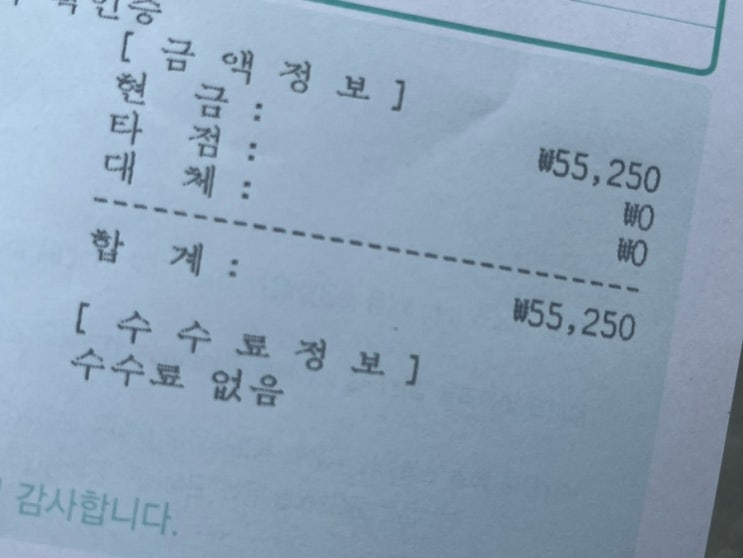 [ 금 액 정 보 ]
현 금 : ₩55,250
타 점 : ₩0
대 체 : ₩0
--------------------------------
합 계 : ₩55,250
[ 수 수 료 정 보 ]
수수료 없음
감사합니다.